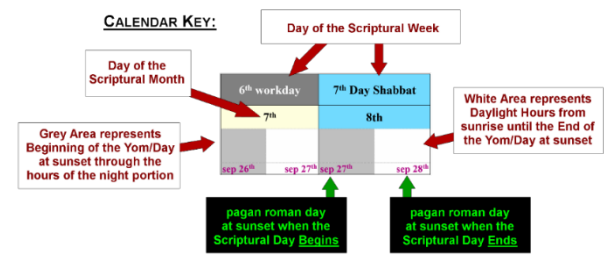 CALENDAR KEY:
Day of the Scriptural Week
Day of the
Scriptural Month
6th workday
7th Day Shabbat
7th
8th
White Area represents
Daylight Hours from
sunrise until the End of
the Yom/Day at sunset
Grey Area represents
Beginning of the Yom/Day
at sunset through the
hours of the night portion
sep 26th
sep 27th
sep 27th
sep 28th
pagan roman day
at sunset when the
Scriptural Day Begins
pagan roman day
at sunset when the
Scriptural Day Ends